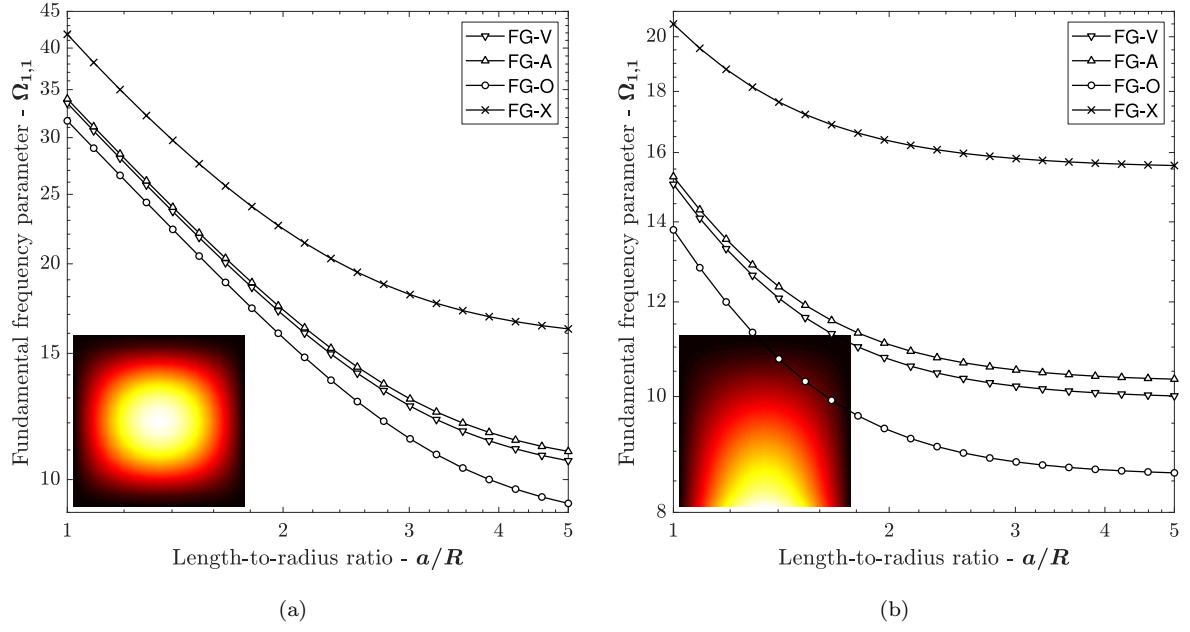 45
40
35
30
25
20
15
10
1
2
3
4
5
Fundamental frequency parameter - Ω1,1
Length-to-radius ratio - a/R
FG-V
FG-A
FG-O
FG-X
(a)
20
18
16
14
12
10
8
1
2
3
4
5
Fundamental frequency parameter - Ω1,1
Length-to-radius ratio - a/R
FG-V
FG-A
FG-O
FG-X
(b)